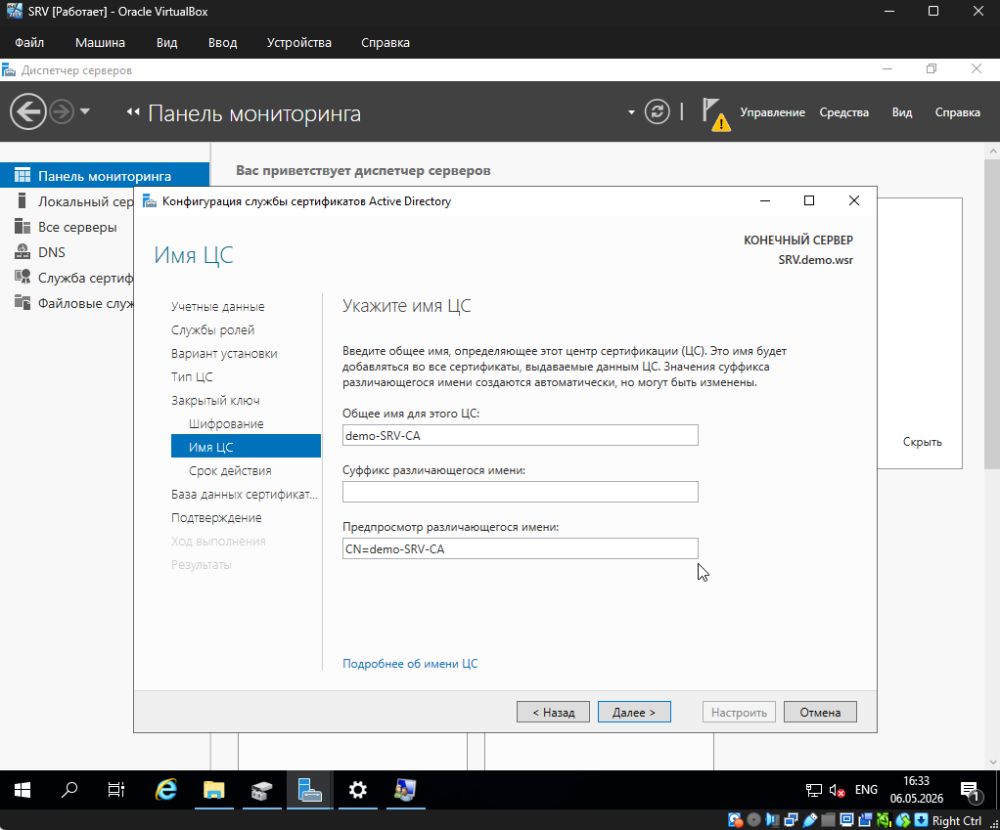 SRV [Работает] - Oracle VirtualBox
Файл Машина Вид Ввод Устройства Справка
Диспетчер серверов
Панель мониторинга
Управление Средства Вид Справка
Панель мониторинга
Локальный сер
Все серверы
DNS
Служба сертиф
Файловые служ
Вас приветствует диспетчер серверов
Скрыть
Конфигурация службы сертификатов Active Directory
Имя ЦС
КОНЕЧНЫЙ СЕРВЕР
SRV.demo.wsr
Учетные данные
Службы ролей
Вариант установки
Тип ЦС
Закрытый ключ
Шифрование
Имя ЦС
Срок действия
База данных сертификат...
Подтверждение
Ход выполнения
Результаты
Укажите имя ЦС
Введите общее имя, определяющее этот центр сертификации (ЦС). Это имя будет
добавляться во все сертификаты, выдаваемые данным ЦС. Значения суффикса
различающегося имени создаются автоматически, но могут быть изменены.
Общее имя для этого ЦС:
demo-SRV-CA
Суффикс различающегося имени:
Предпросмотр различающегося имени:
CN=demo-SRV-CA
Подробнее об имени ЦС
< Назад Далее > Настроить Отмена
ENG
16:33
06.05.2026
1
Right Ctrl